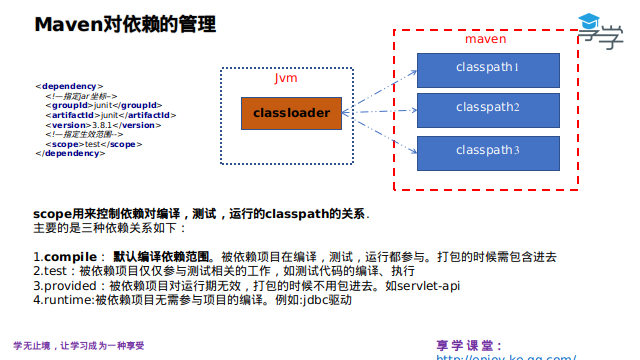 Maven对依赖的管理
享学
maven
Jvm
classpath1
classloader
classpath2
classpath3
<dependency>
<!--指定jar坐标-->
<groupId>junit</groupId>
<artifactId>junit</artifactId>
<version>3.8.1</version>
<!--指定生效范围-->
<scope>test</scope>
</dependency>
scope用来控制依赖对编译，测试，运行的classpath的关系.
主要的是三种依赖关系如下：
1.compile： 默认编译依赖范围。被依赖项目在编译，测试，运行都参与。打包的时候需包含进去
2.test：被依赖项目仅仅参与测试相关的工作，如测试代码的编译、执行
3.provided：被依赖项目对运行期无效，打包的时候不用包进去。如servlet-api
4.runtime:被依赖项目无需参与项目的编译。例如:jdbc驱动
学无止境，让学习成为一种享受
享学课堂：
http://enjoy.ke.qq.com/